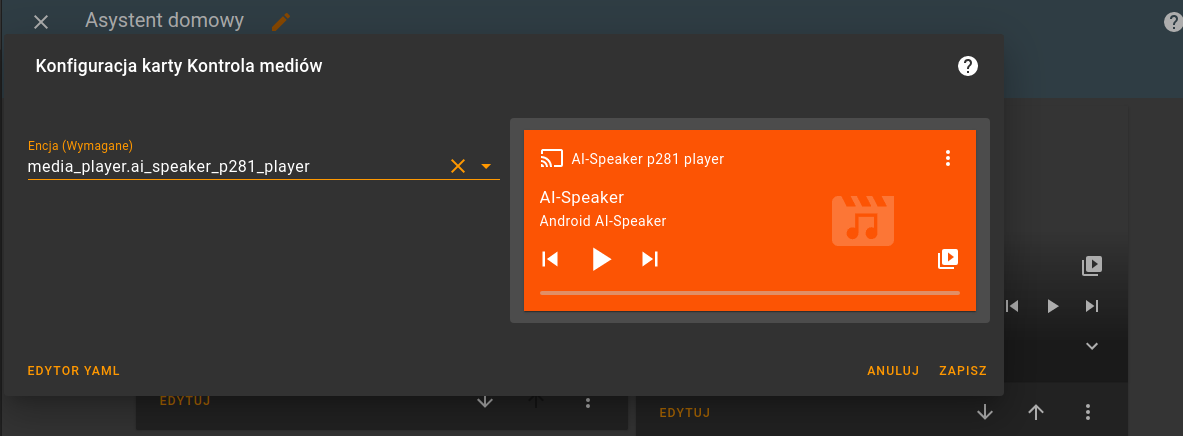 Asystent domowy
Konfiguracja karty Kontrola mediów
Encja (Wymagane)
media_player.ai_speaker_p281_player
AI-Speaker p281 player
AI-Speaker
Android AI-Speaker
EDYTOR YAML
ANULUJ
ZAPISZ
EDYTUJ
EDYTUJ